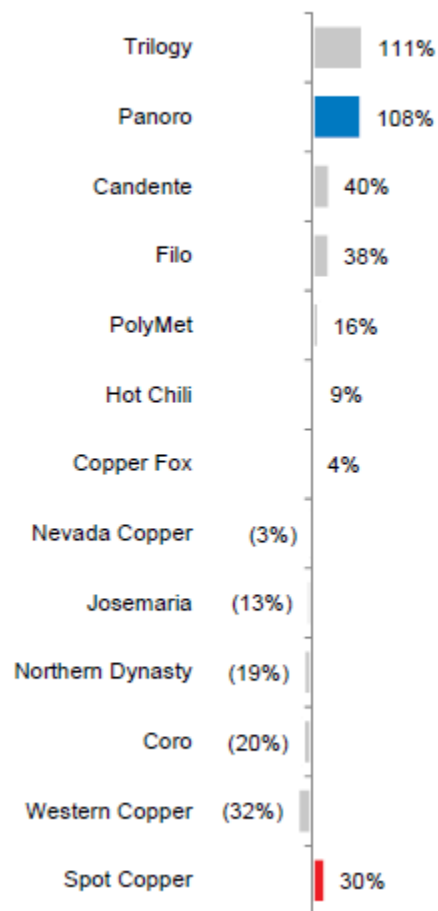 Trilogy 111%
Panoro 108%
Candente 40%
Filo 38%
PolyMet 16%
Hot Chili 9%
Copper Fox 4%
Nevada Copper (3%)
Josemaria (13%)
Northern Dynasty (19%)
Coro (20%)
Western Copper (32%)
Spot Copper 30%